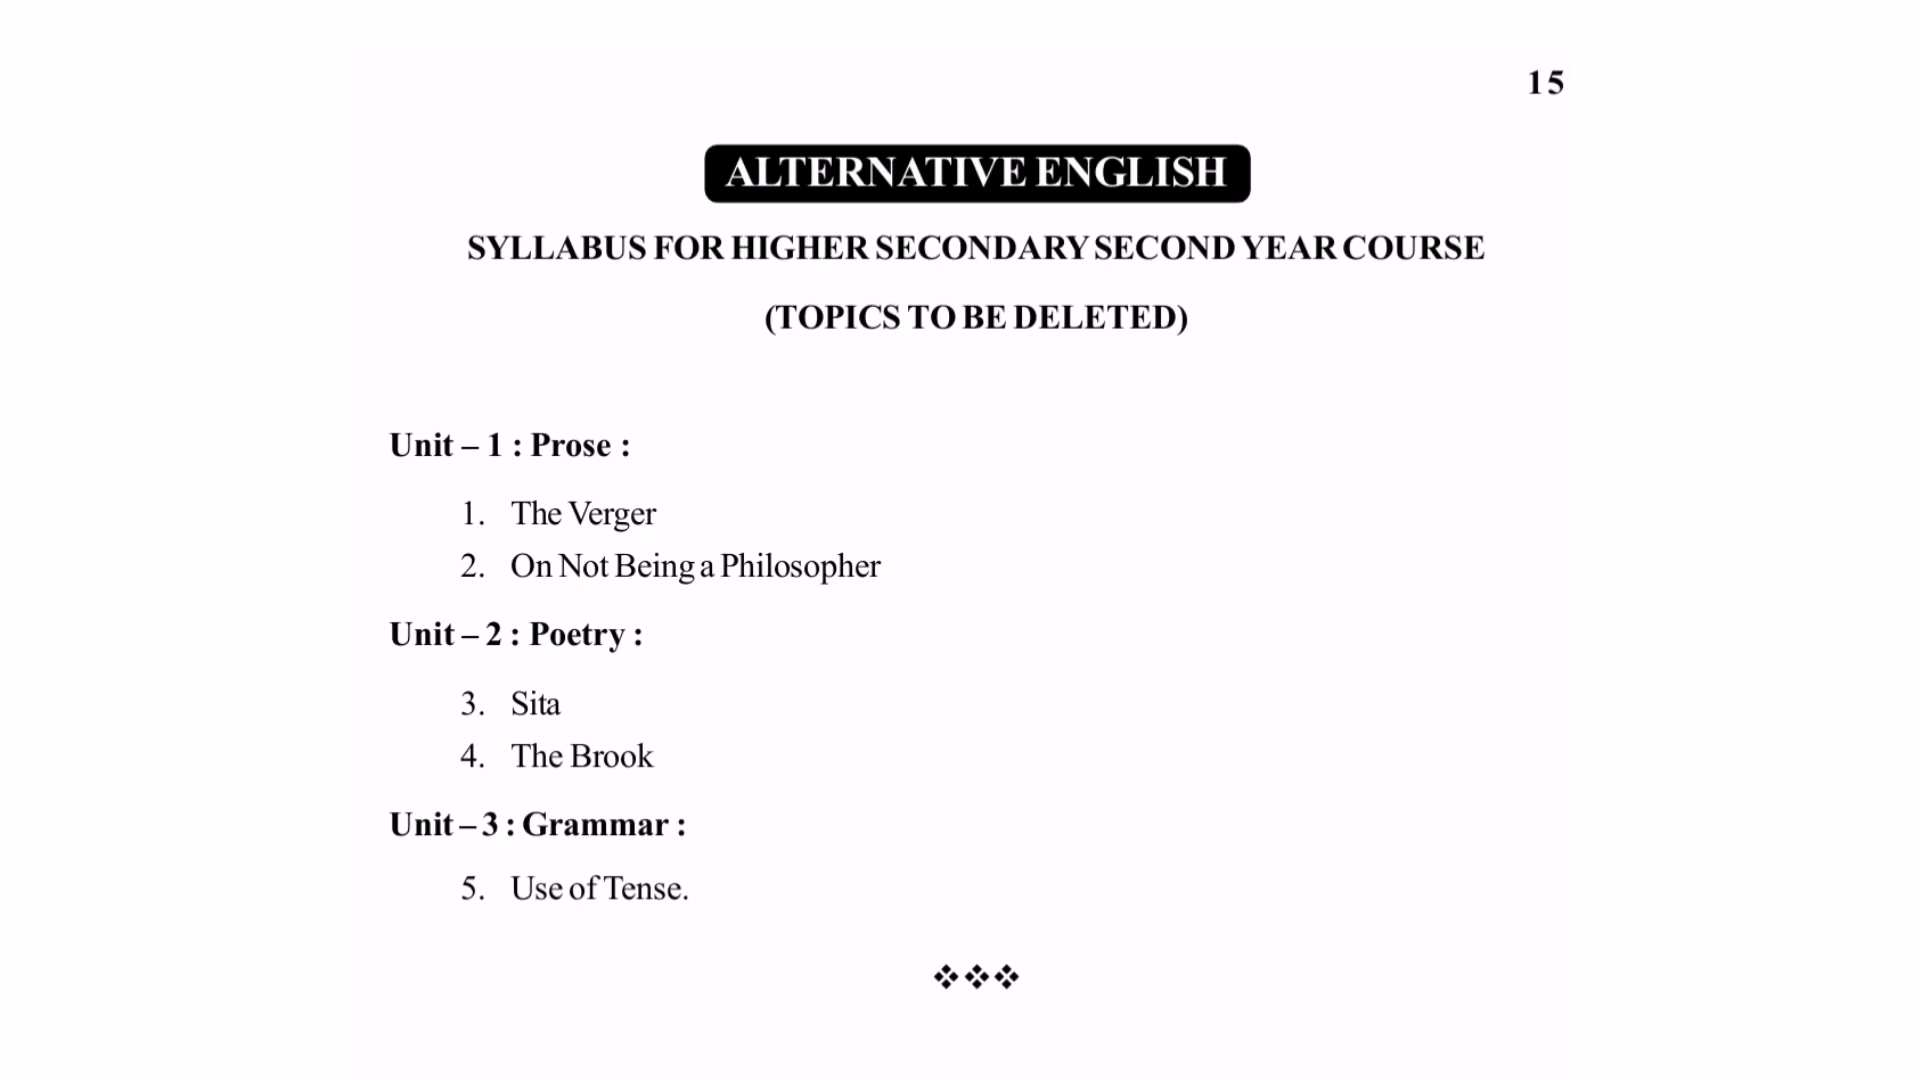 15
ALTERNATIVE ENGLISH
SYLLABUS FOR HIGHER SECONDARY SECOND YEAR COURSE
(TOPICS TO BE DELETED)
Unit – 1 : Prose :
1. The Verger
2. On Not Being a Philosopher
Unit – 2 : Poetry :
3. Sita
4. The Brook
Unit – 3 : Grammar :
5. Use of Tense.